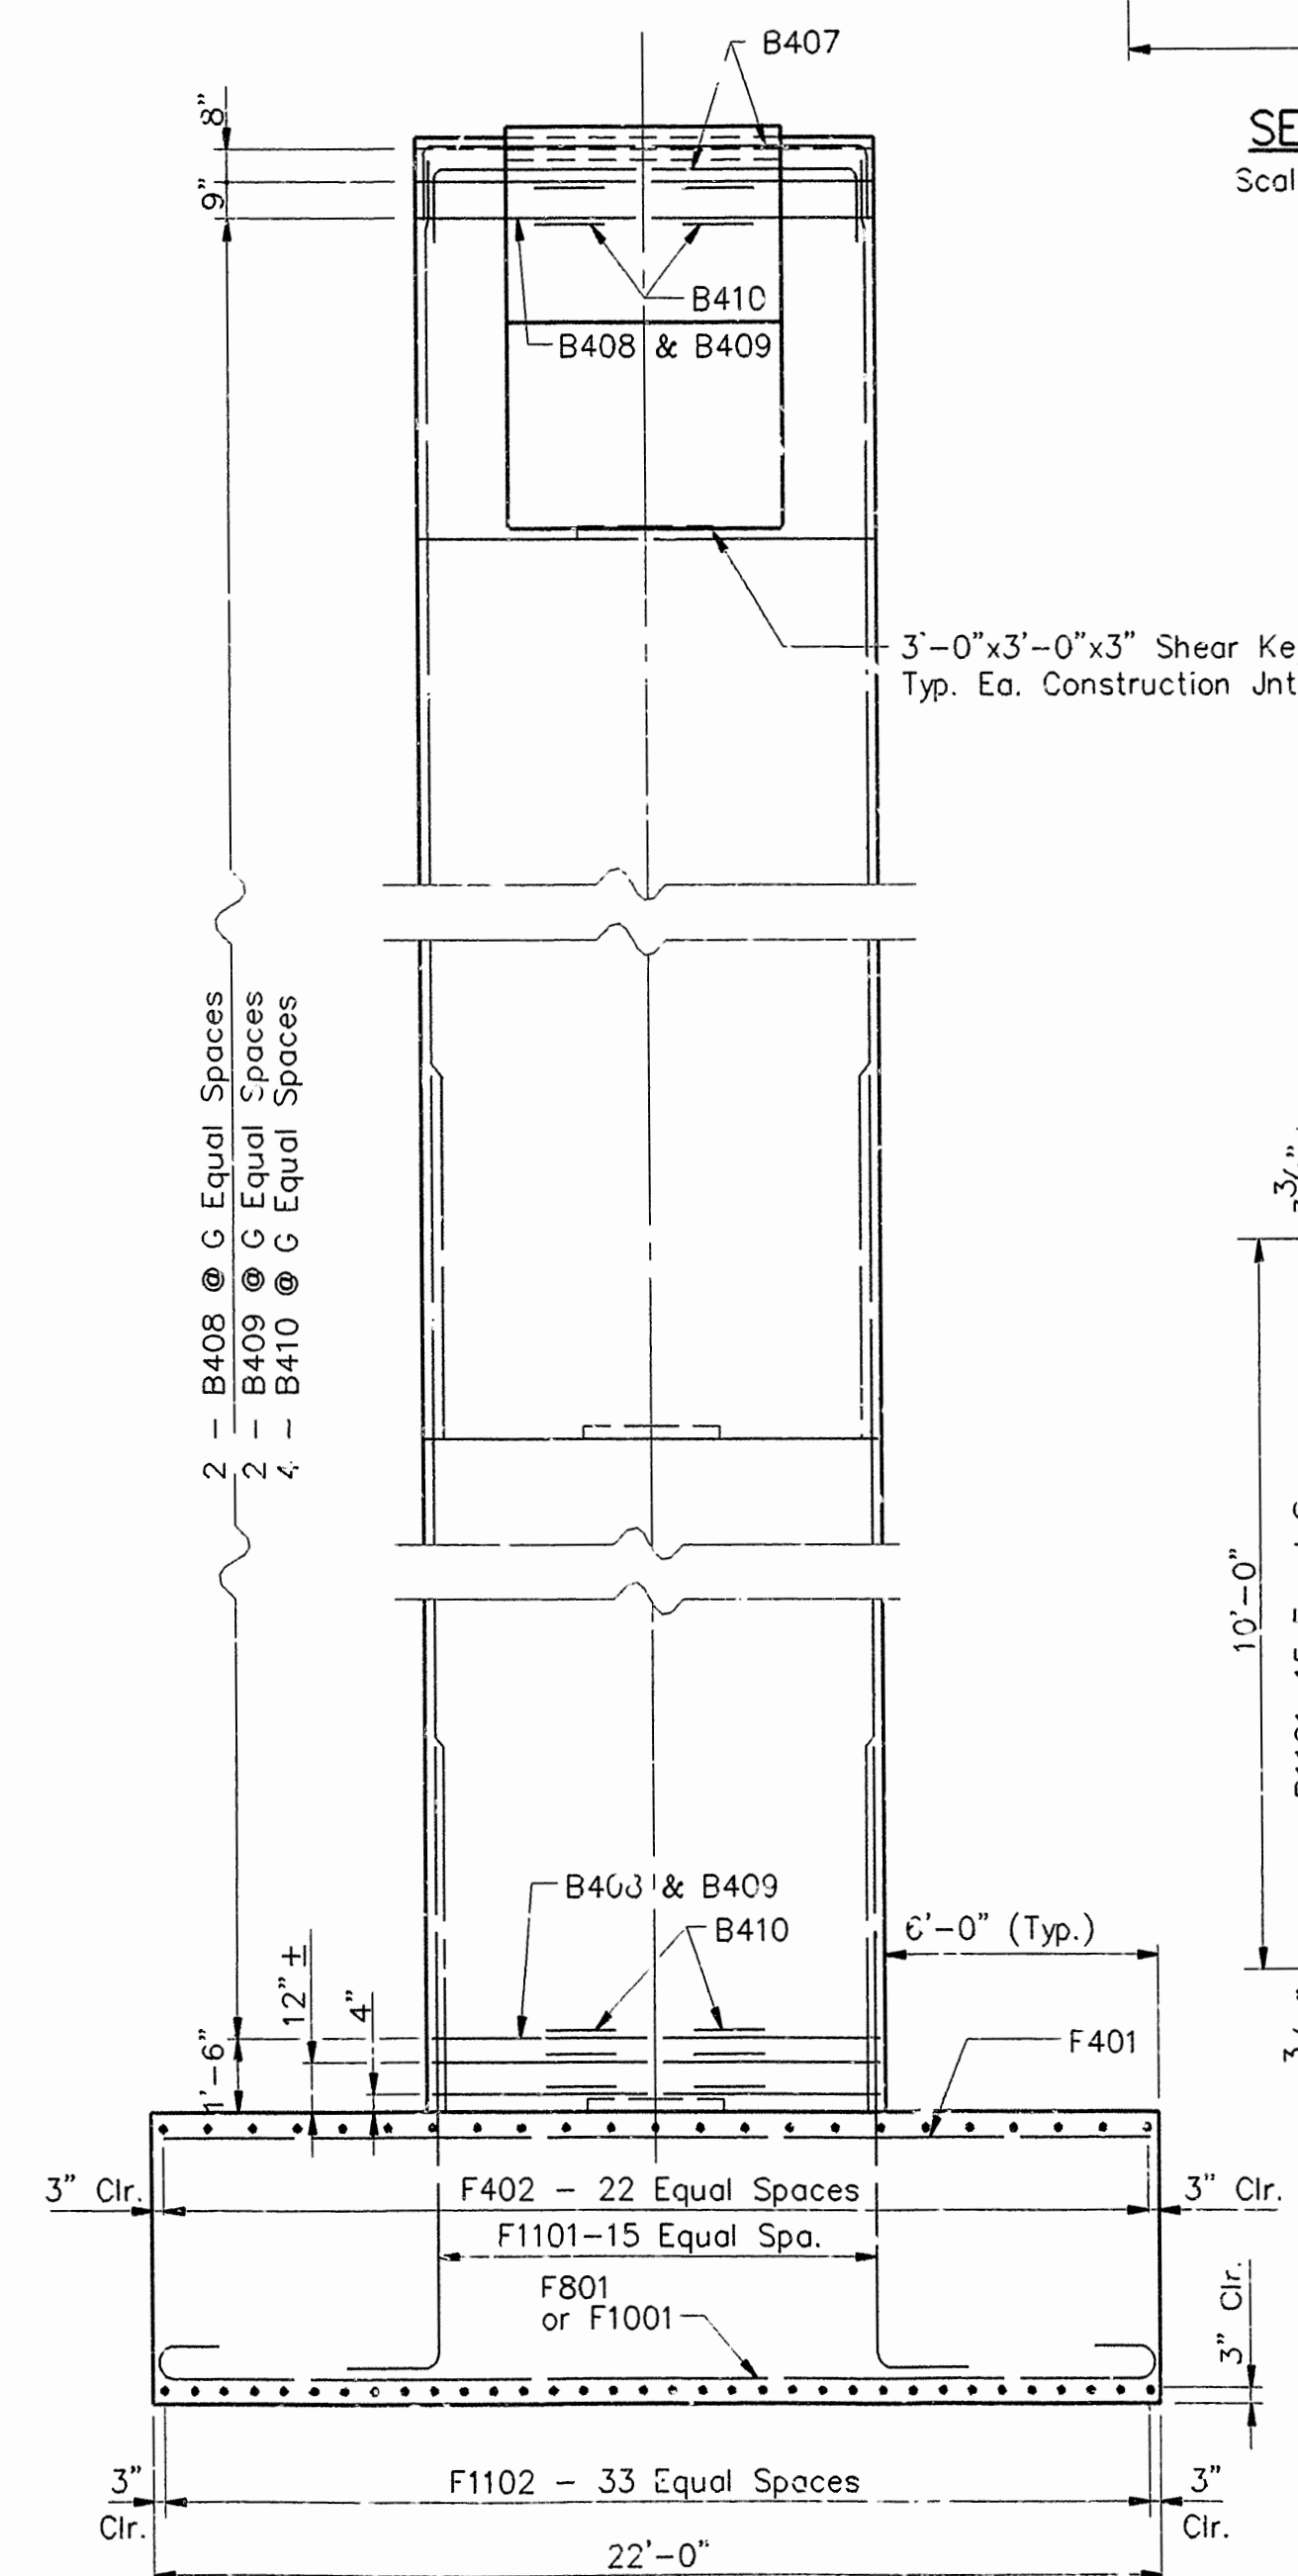 B407
8"
SE
Scal
9"
B410
B408 & B409
3'-0"x3'-0"x3" Shear Ke
Typ. Ea. Construction Jnt
2 - B408 @ G Equal Spaces
2 - B409 @ G Equal Spaces
4 - B410 @ G Equal Spaces
10'-0"
B408 & B409
B410
6'-0" (Typ.)
12" ±
4"
1'-6"
F401
3" Clr.
F402 - 22 Equal Spaces
3" Clr.
F1101-15 Equal Spa.
F801
or F1001
3" Clr.
3"
Clr.
F1102 - 33 Equal Spaces
3"
Clr.
22'-0"